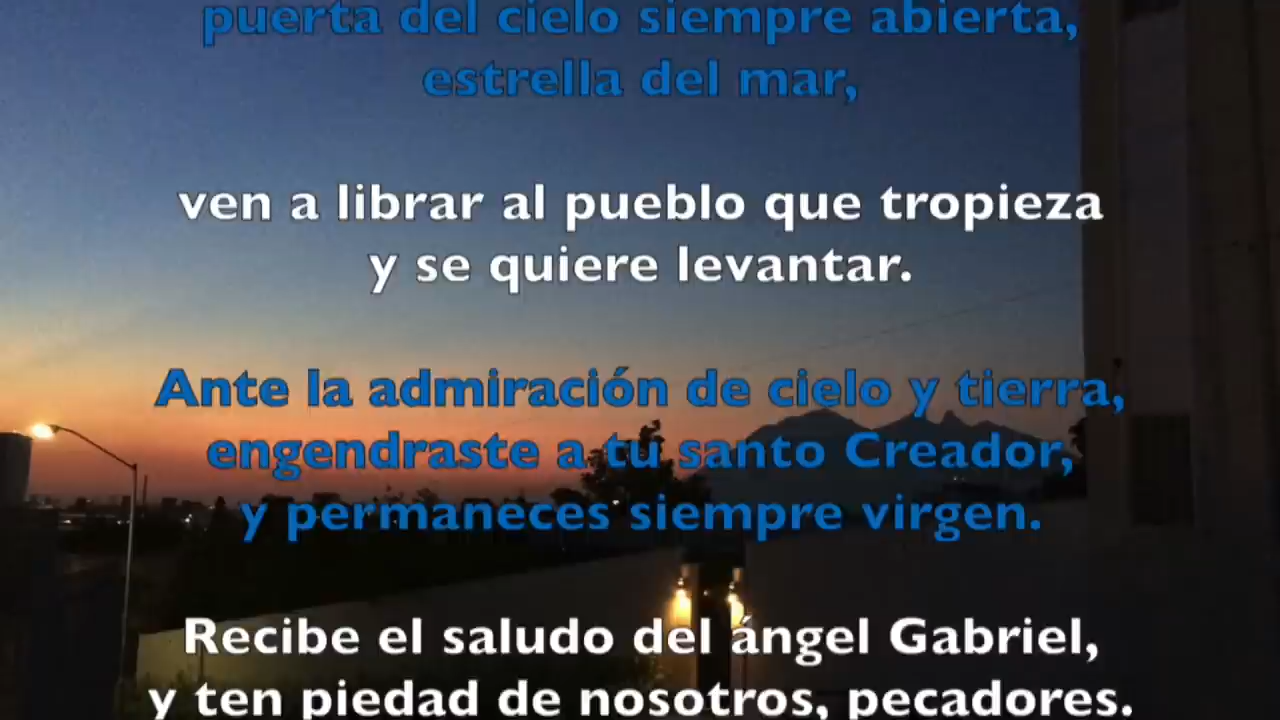 puerta del cielo siempre abierta,
estrella del mar,
ven a librar al pueblo que tropieza
y se quiere levantar.
Ante la admiración de cielo y tierra,
engendraste a tu santo Creador,
y permaneces siempre virgen.
Recibe el saludo del ángel Gabriel,
y ten piedad de nosotros, pecadores.